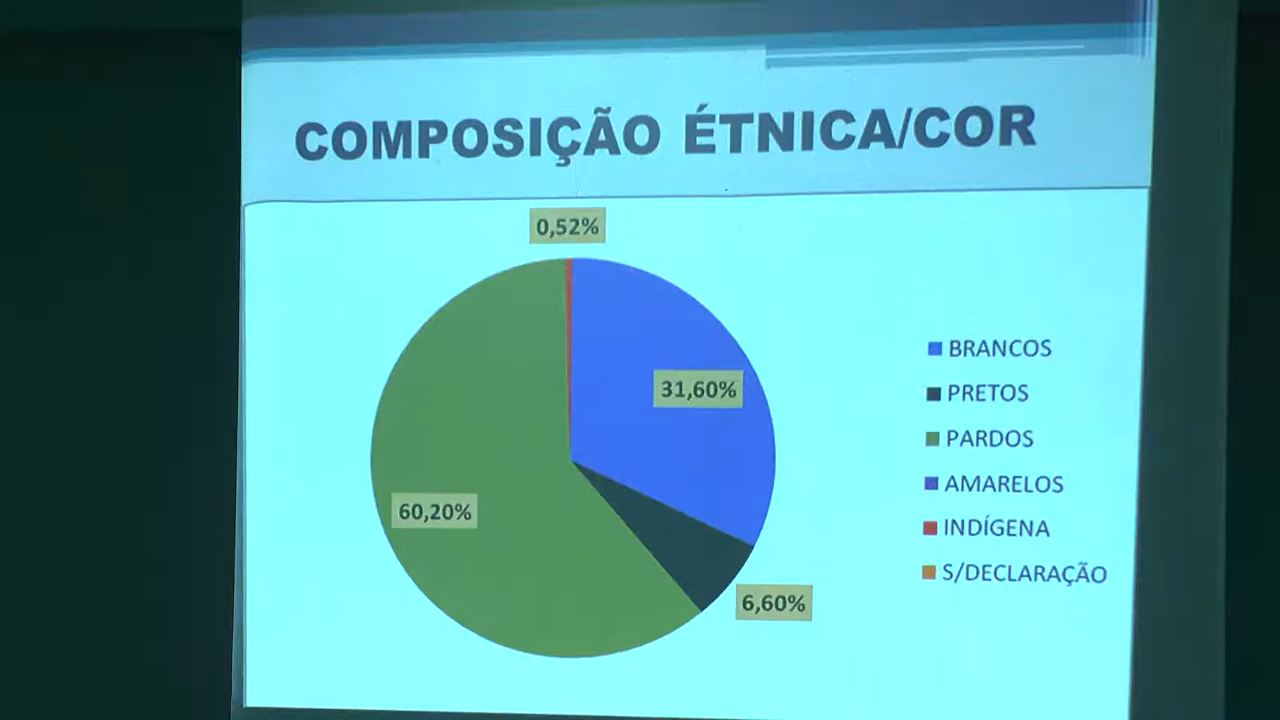 COMPOSIÇÃO ÉTNICA/COR
0,52%
31,60%
60,20%
6,60%
BRANCOS
PRETOS
PARDOS
AMARELOS
INDÍGENA
S/DECLARAÇÃO